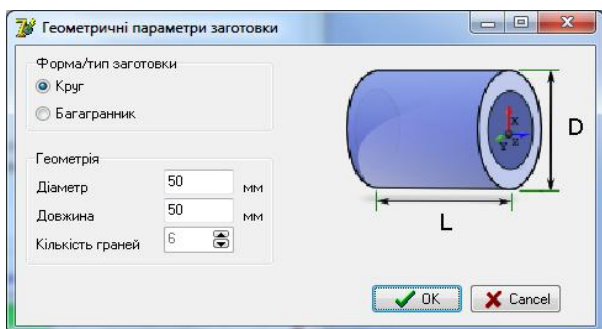 Геометричні параметри заготовки
Форма/тип заготовки
Круг
Багагранник
Геометрія
Діаметр 50 мм
Довжина 50 мм
Кількість граней 6
X
Y Z
D
L
OK Cancel